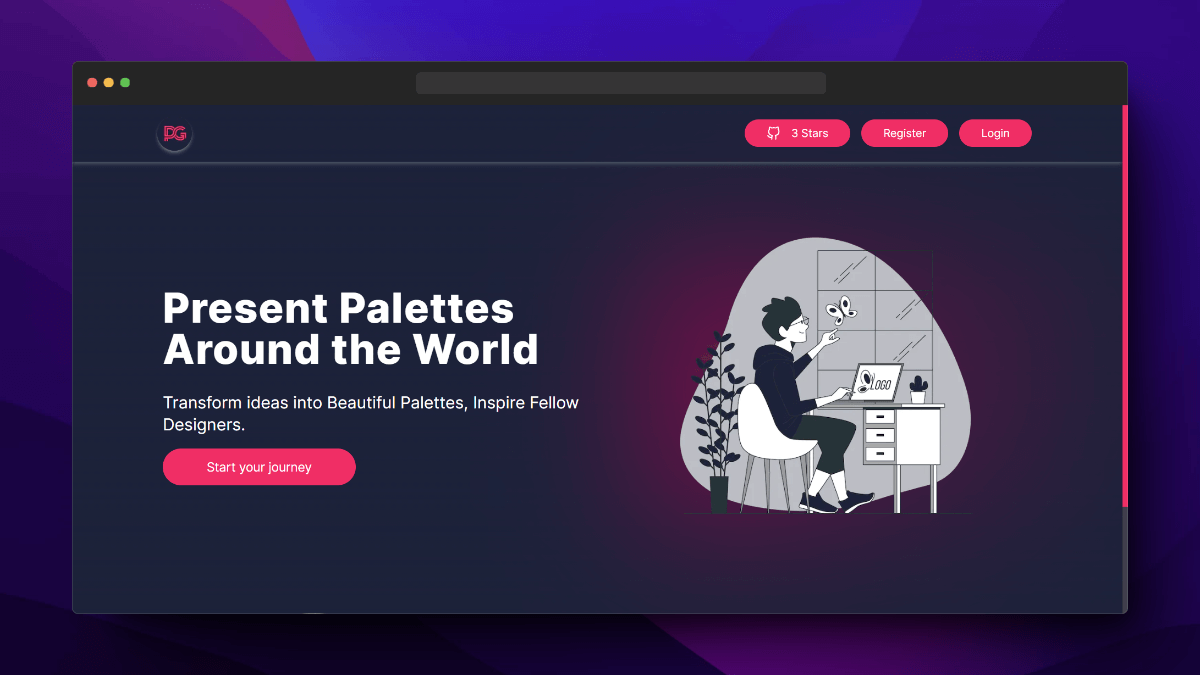 PG
3 Stars
Register
Login
Present Palettes
Around the World
Transform ideas into Beautiful Palettes, Inspire Fellow
Designers.
Start your journey
LOGO